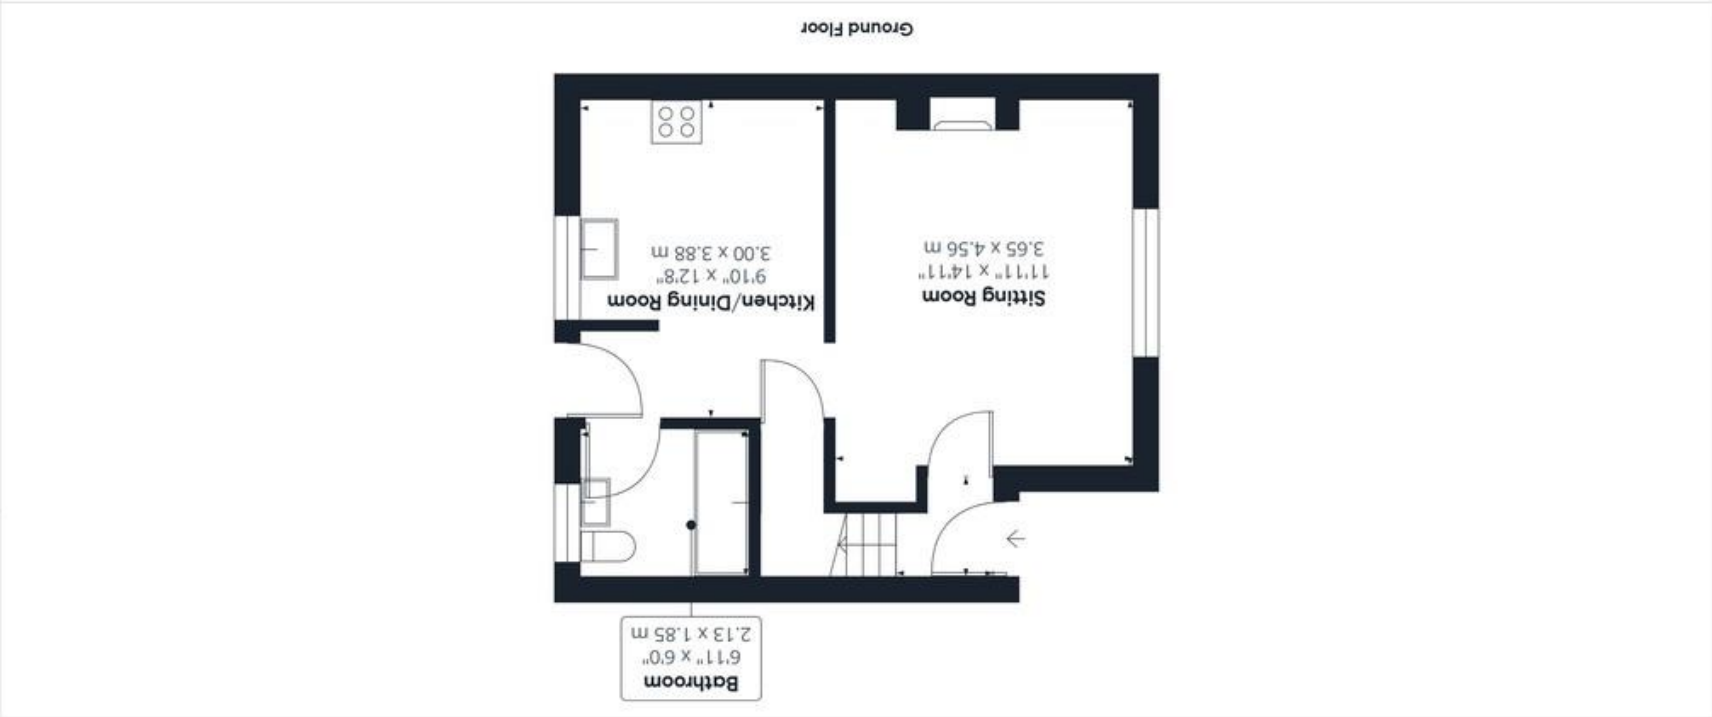 Bathroom
6'11" x 6'0"
2.13 x 1.85 m
Sitting Room
11'11" x 14'11"
3.65 x 4.56 m
Kitchen/Dining Room
9'10" x 12'8"
3.00 x 3.88 m
Ground Floor